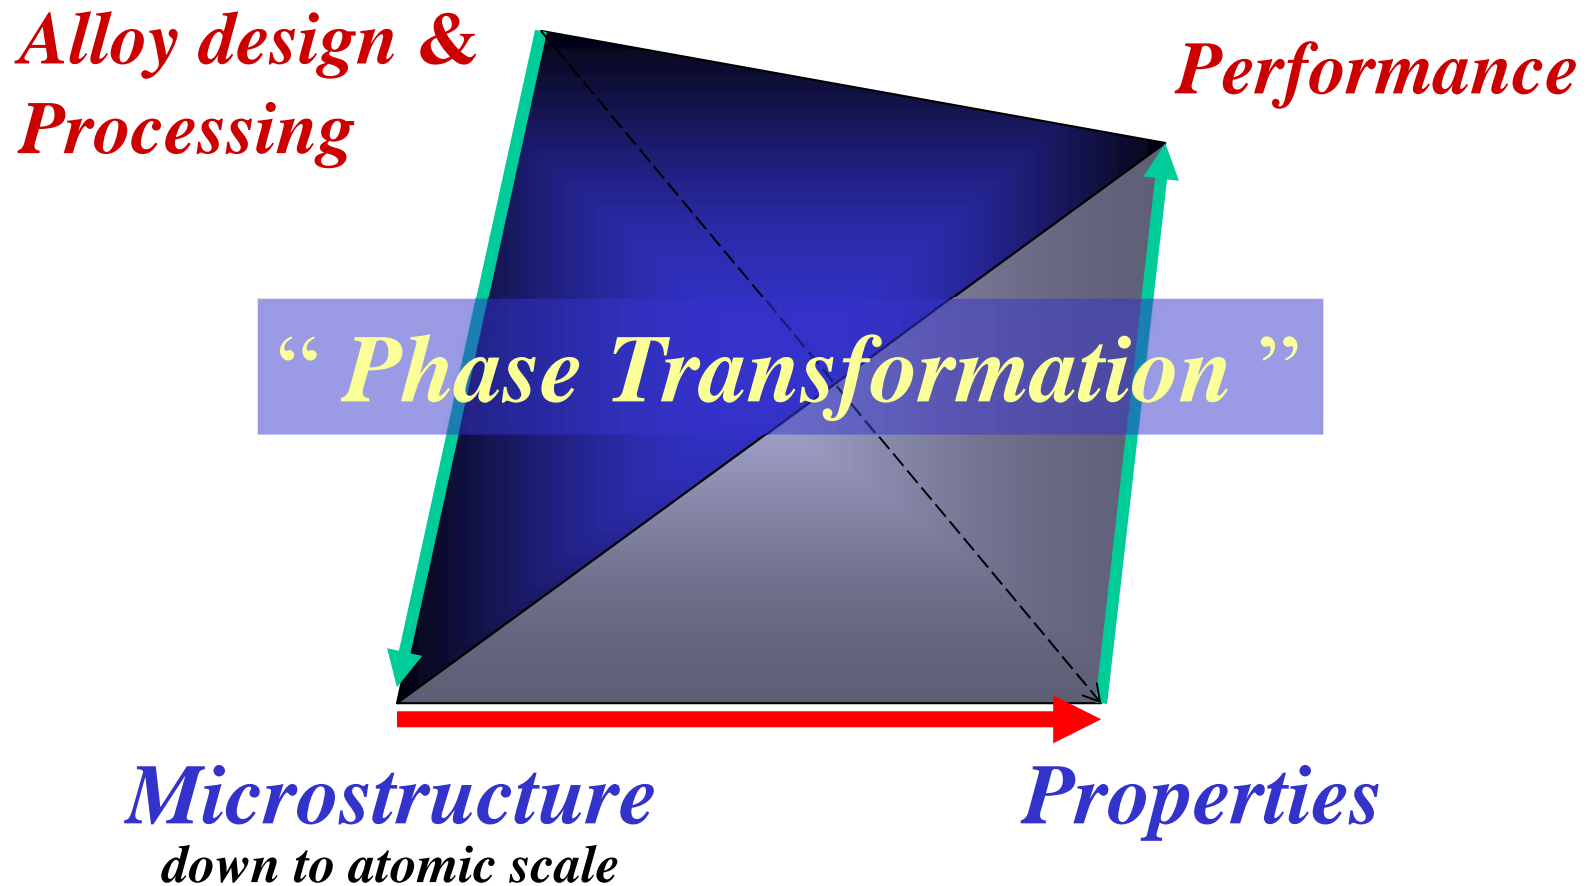 Alloy design &
Processing
Performance
“ Phase Transformation ”
Microstructure
down to atomic scale
Properties